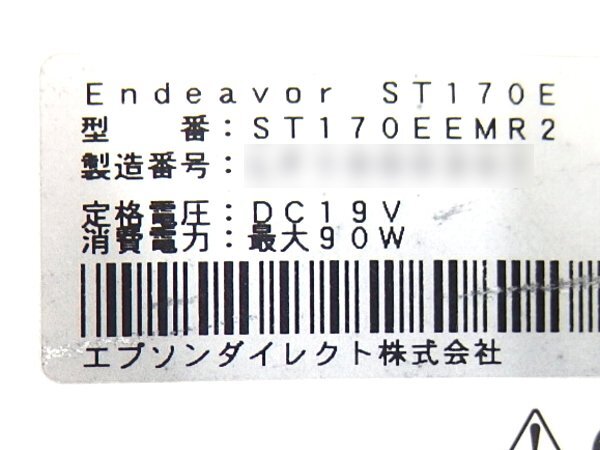 Endeavor ST170E
型　　番：ST170EEMR2
製造番号：
定格電圧：DC19V
消費電力：最大90W
エプソンダイレクト株式会社